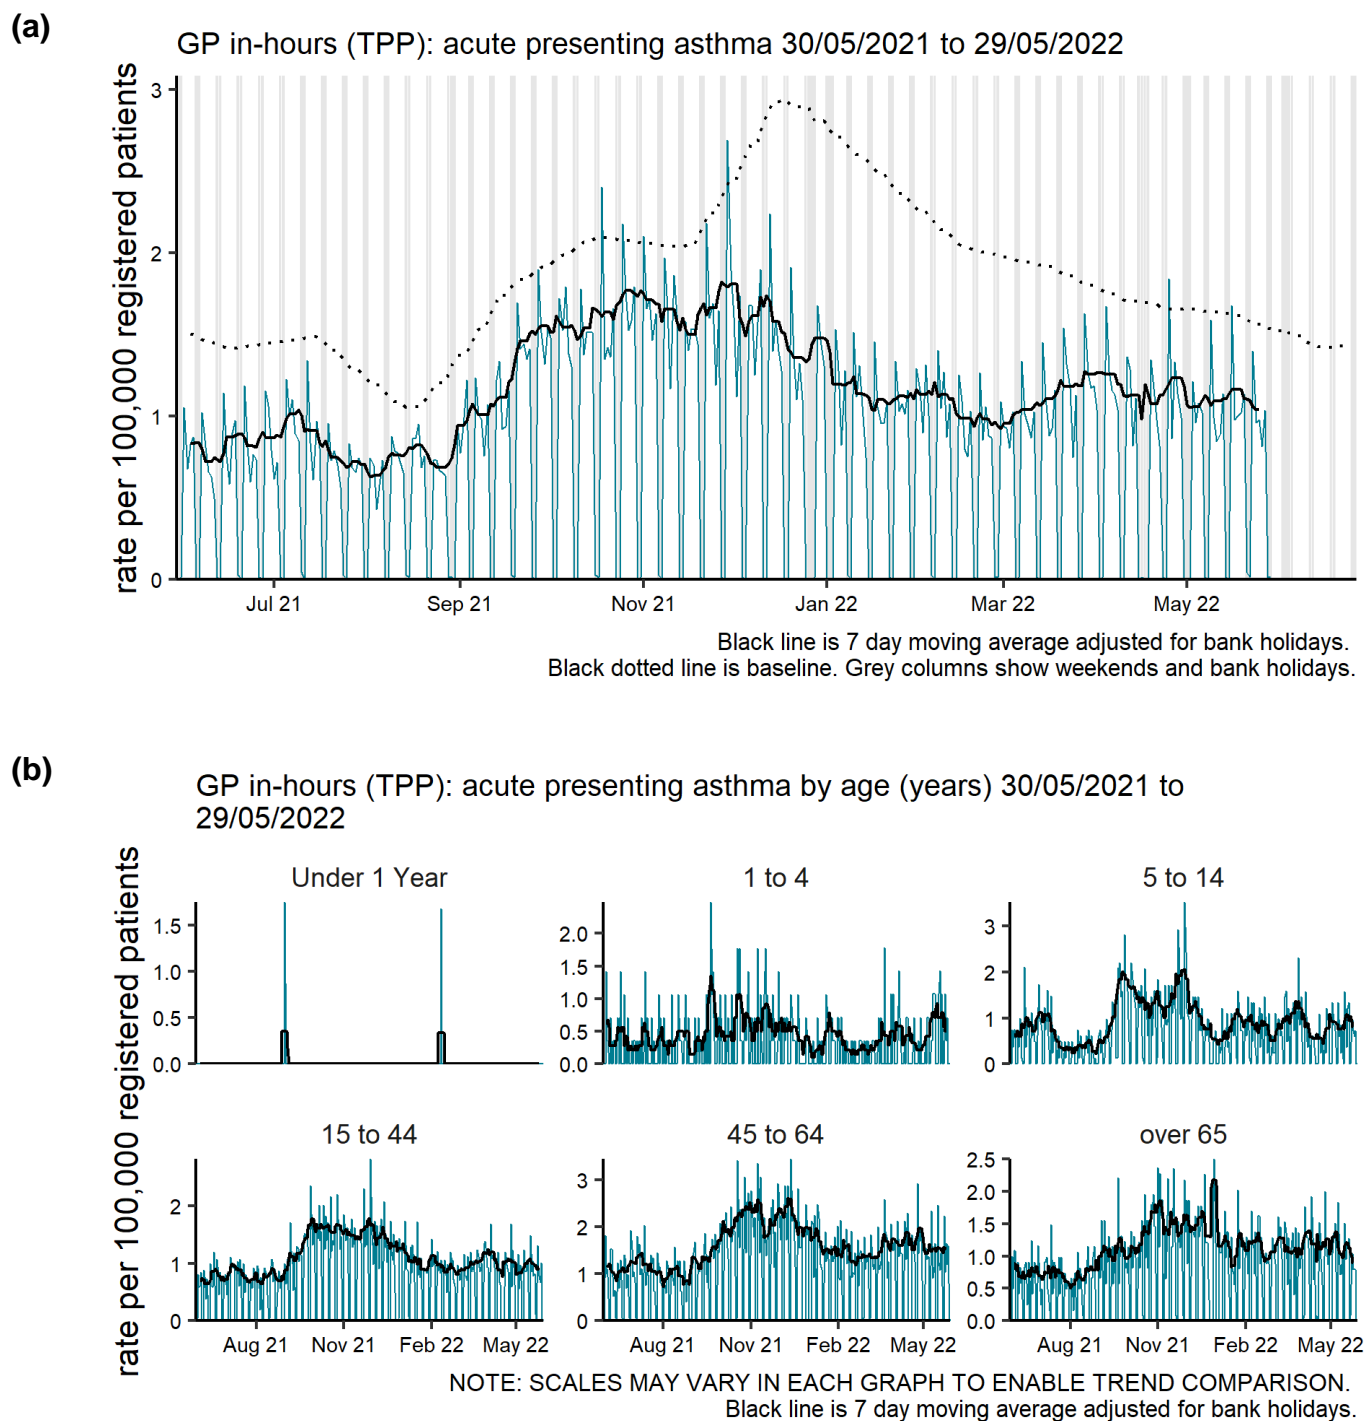 (a)
GP in-hours (TPP): acute presenting asthma 30/05/2021 to 29/05/2022
rate per 100,000 registered patients
3
2
1
0
Jul 21 Sep 21 Nov 21 Jan 22 Mar 22 May 22
Black line is 7 day moving average adjusted for bank holidays.
Black dotted line is baseline. Grey columns show weekends and bank holidays.
(b)
GP in-hours (TPP): acute presenting asthma by age (years) 30/05/2021 to
29/05/2022
rate per 100,000 registered patients
Under 1 Year
1.5
1.0
0.5
0.0
1 to 4
2.0
1.5
1.0
0.5
0.0
5 to 14
3
2
1
0
15 to 44
2
1
0
Aug 21 Nov 21 Feb 22 May 22
45 to 64
3
2
1
0
Aug 21 Nov 21 Feb 22 May 22
over 65
2.5
2.0
1.5
1.0
0.5
0.0
Aug 21 Nov 21 Feb 22 May 22
NOTE: SCALES MAY VARY IN EACH GRAPH TO ENABLE TREND COMPARISON.
Black line is 7 day moving average adjusted for bank holidays.